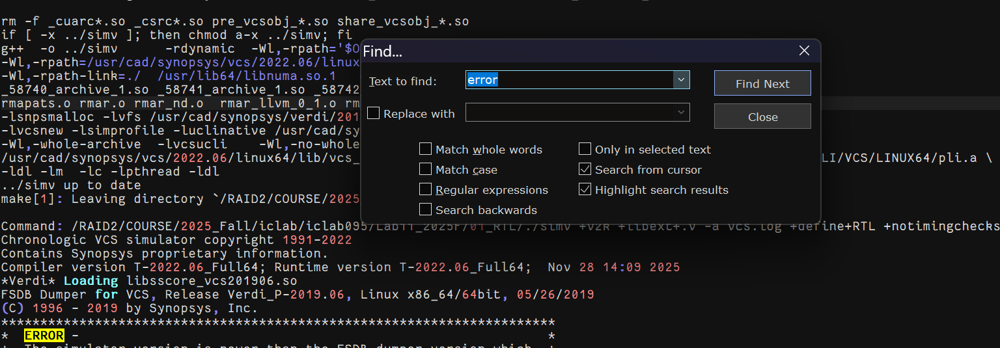 rm -f _cuarc*.so _csrc*.so pre_vcsobj_*.so share_vcsobj_*.so
if [ -x ../simv ]; then chmod a-x ../simv; fi
g++  -o ../simv      -rdynamic  -Wl,-rpath='$O
-Wl,-rpath=/usr/cad/synopsys/vcs/2022.06/linux
-Wl,-rpath-link=./  /usr/lib64/libnuma.so.1
_58740_archive_1.so _58741_archive_1.so _58742
rmapats.o rmar.o rmar_nd.o  rmar_llvm_0_1.o rm
-lsnpsmalloc -lvfs /usr/cad/synopsys/verdi/201
-lvcsnew -lsimprofile -luclinative /usr/cad/sy
-Wl,-whole-archive  -lvcsucli    -Wl,-no-whole
/usr/cad/synopsys/vcs/2022.06/linux64/lib/vcs_ LI/VCS/LINUX64/pli.a \
-ldl -lm  -lc -lpthread -ldl
../simv up to date
make[1]: Leaving directory `/RAID2/COURSE/2025
Find...
Text to find: error
Find Next
Replace with
Close
Match whole words
Only in selected text
Match case
Search from cursor
Regular expressions
Highlight search results
Search backwards
Command: /RAID2/COURSE/2025_Fall/iclab/iclab095/Lab11_2025F/01_RTL/./simv +v2k +libext+.v -a vcs.log +define+RTL +notimingchecks
Chronologic VCS simulator copyright 1991-2022
Contains Synopsys proprietary information.
Compiler version T-2022.06_Full64; Runtime version T-2022.06_Full64;  Nov 28 14:09 2025
*Verdi* Loading libsscore_vcs201906.so
FSDB Dumper for VCS, Release Verdi_P-2019.06, Linux x86_64/64bit, 05/26/2019
(C) 1996 - 2019 by Synopsys, Inc.
***********************************************************************
*  ERROR -                                                            *
*  The simulator version is newer than the FSDB dumper version which  *